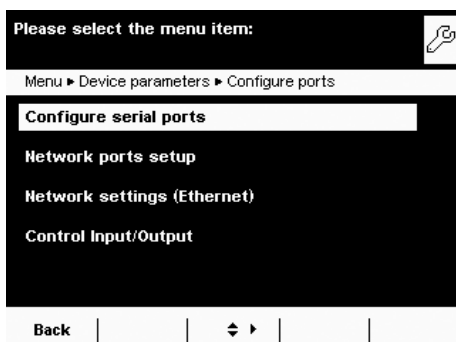 Please select the menu item:
Menu ▸ Device parameters ▸ Configure ports
Configure serial ports
Network ports setup
Network settings (Ethernet)
Control Input/Output
Back